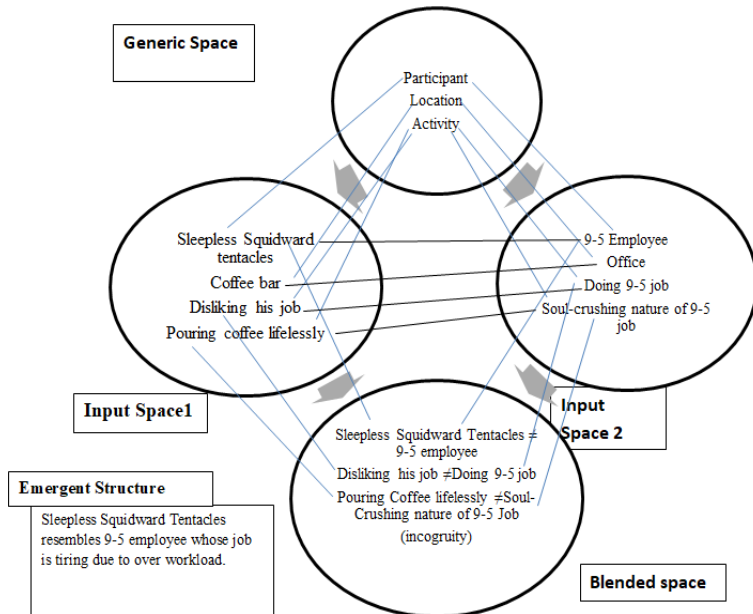 Generic Space
Participant
Location
Activity
Sleepless Squidward
tentacles
Coffee bar
Disliking his job
Pouring coffee lifelessly
9-5 Employee
Office
Doing 9-5 job
Soul-crushing nature of 9-5
job
Input Space1
Input
Space 2
Sleepless Squidward Tentacles ≠
9-5 employee
Disliking his job ≠Doing 9-5 job
Pouring Coffee lifelessly ≠Soul-
Crushing nature of 9-5 Job
(incogruity)
Emergent Structure
Sleepless Squidward Tentacles
resembles 9-5 employee whose job
is tiring due to over workload.
Blended space